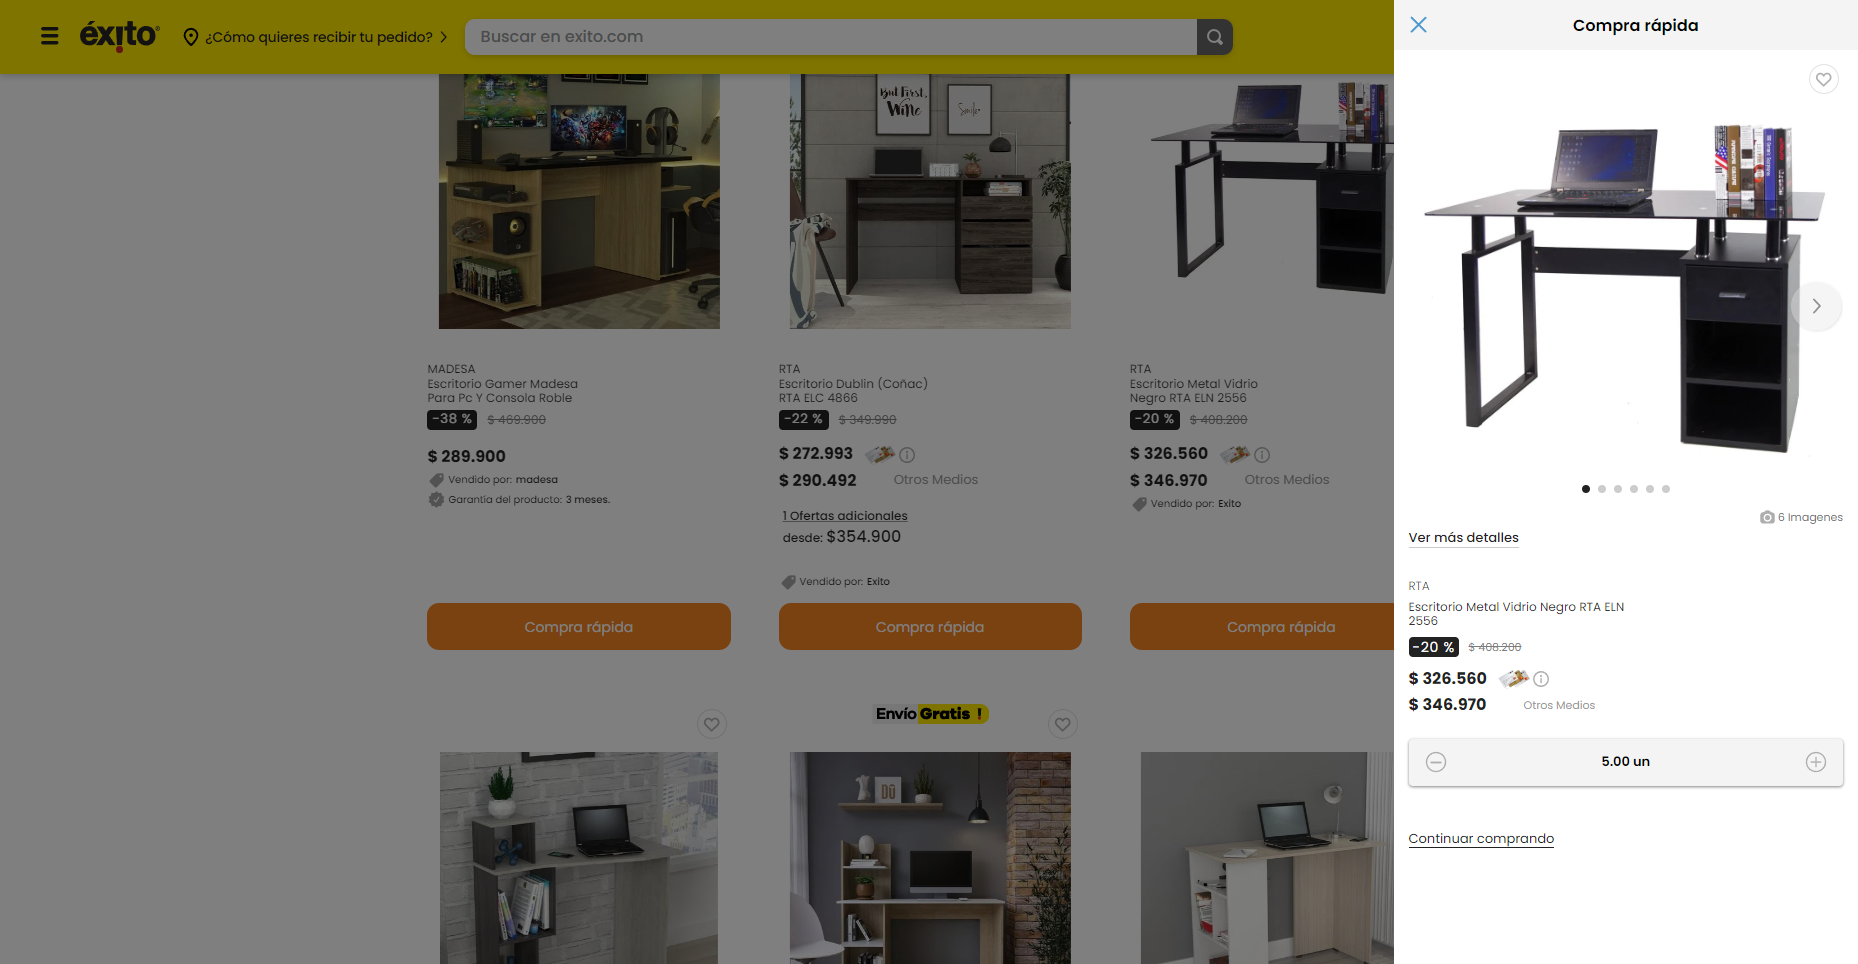 éxito
¿Cómo quieres recibir tu pedido?
Buscar en exito.com
But First,
Wine
Smile
MADESA
Escritorio Gamer Madesa
Para Pc Y Consola Roble
-38 %
$ 469.900
$ 289.900
Vendido por: madesa
Garantía del producto: 3 meses.
Compra rápida
RTA
Escritorio Dublin (Coñac)
RTA ELC 4866
-22 %
$ 349.990
$ 272.993
$ 290.492
Otros Medios
1 Ofertas adicionales
desde: $354.900
Vendido por: Exito
Compra rápida
RTA
Escritorio Metal Vidrio
Negro RTA ELN 2556
-20 %
$ 408.200
$ 326.560
$ 346.970
Otros Medios
Vendido por: Exito
Compra rápida
Envío Gratis !
Compra rápida
6 Imagenes
Ver más detalles
RTA
Escritorio Metal Vidrio Negro RTA ELN
2556
-20 %
$ 408.200
$ 326.560
$ 346.970
Otros Medios
5.00 un
Continuar comprando